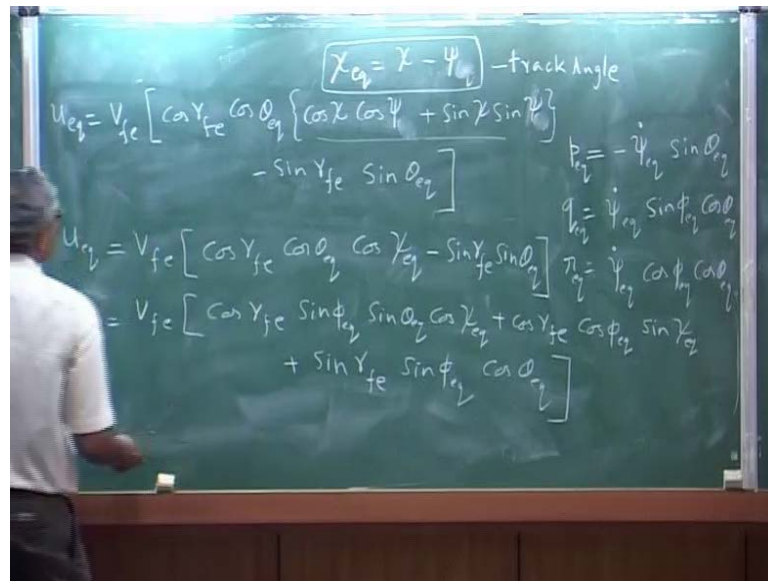 χ_eq = χ - ψ_eq - track Angle
u_eq = V_fe [ cos γ_fe cos θ_eq { cos χ cos ψ + sin χ sin ψ }
- sin γ_fe sin θ_eq ]
p_eq = - ψ̇_eq sin θ_eq
q_eq = ψ̇_eq sin ϕ_eq cos θ_eq
r_eq = ψ̇_eq cos ϕ_eq cos θ_eq
u_eq = V_fe [ cos γ_fe cos θ_eq cos χ_eq - sin γ_fe sin θ_eq ]
= V_fe [ cos γ_fe sin ϕ_eq sin θ_eq cos χ_eq + cos γ_fe cos ϕ_eq sin χ_eq
+ sin γ_fe sin ϕ_eq cos θ_eq ]